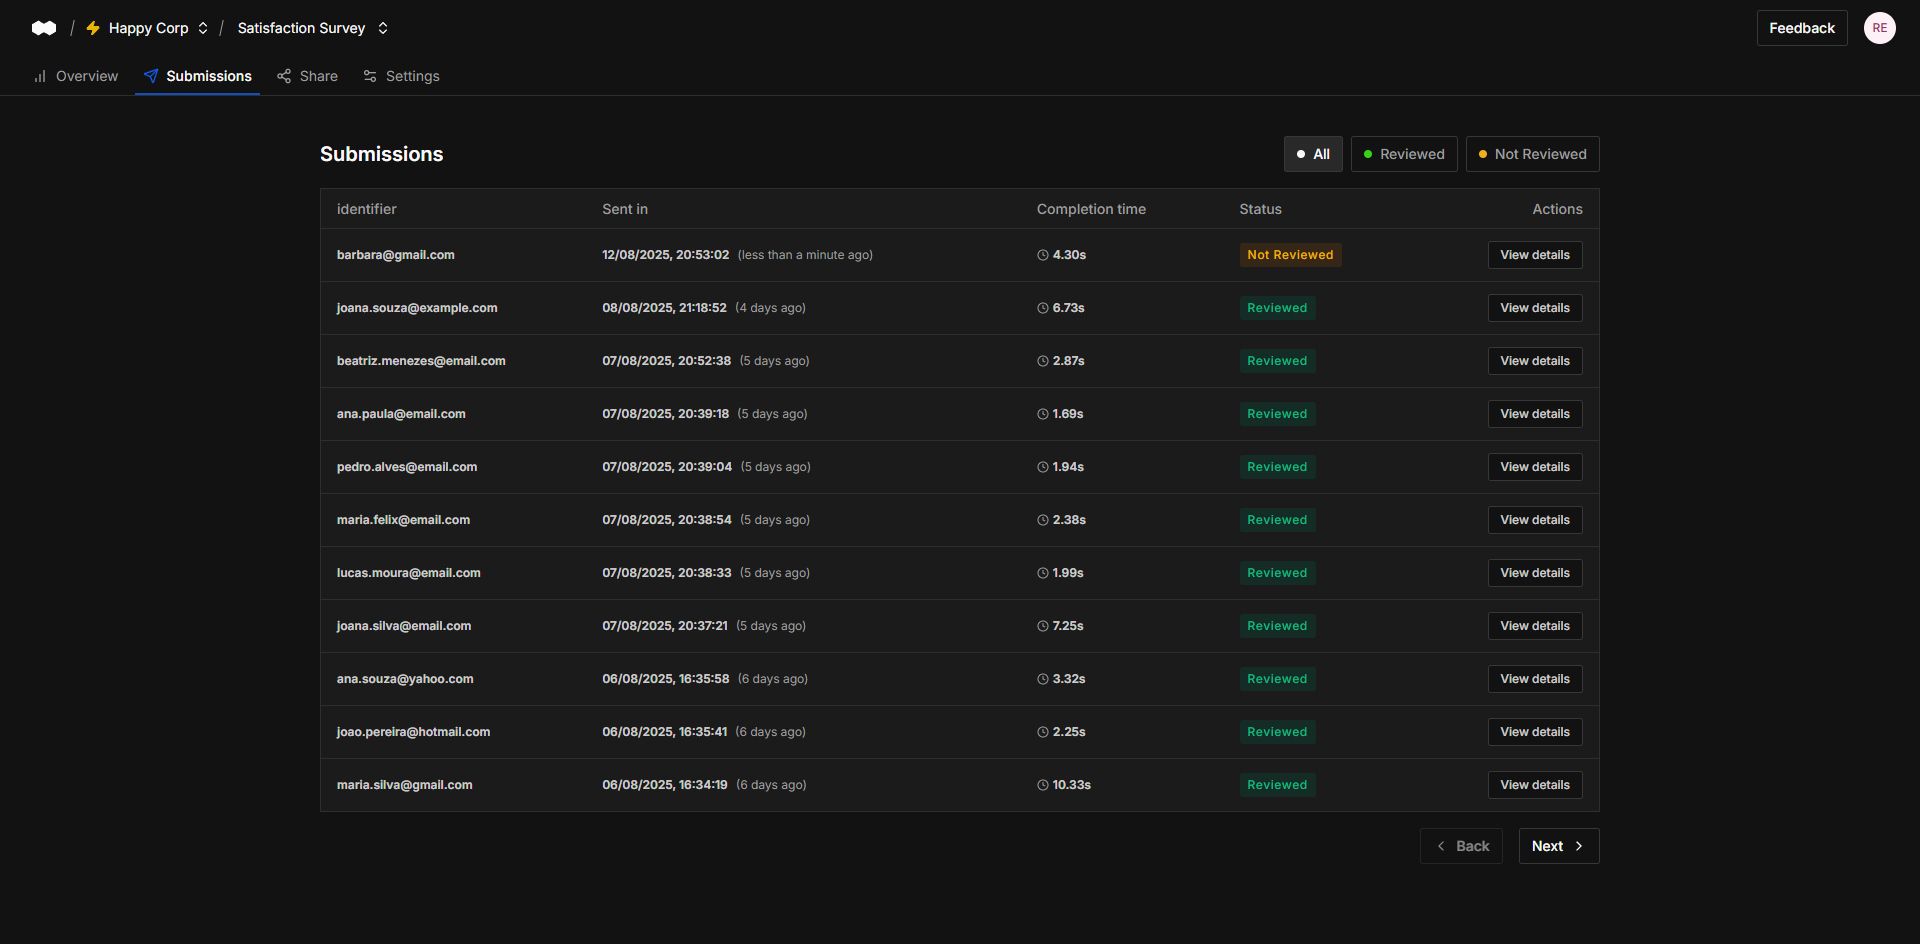 / Happy Corp / Satisfaction Survey Feedback RE
Overview Submissions Share Settings
Submissions All Reviewed Not Reviewed
identifier Sent in Completion time Status Actions
barbara@gmail.com 12/08/2025, 20:53:02 (less than a minute ago) 4.30s Not Reviewed View details
joana.souza@example.com 08/08/2025, 21:18:52 (4 days ago) 6.73s Reviewed View details
beatriz.menezes@email.com 07/08/2025, 20:52:38 (5 days ago) 2.87s Reviewed View details
ana.paula@email.com 07/08/2025, 20:39:18 (5 days ago) 1.69s Reviewed View details
pedro.alves@email.com 07/08/2025, 20:39:04 (5 days ago) 1.94s Reviewed View details
maria.felix@email.com 07/08/2025, 20:38:54 (5 days ago) 2.38s Reviewed View details
lucas.moura@email.com 07/08/2025, 20:38:33 (5 days ago) 1.99s Reviewed View details
joana.silva@email.com 07/08/2025, 20:37:21 (5 days ago) 7.25s Reviewed View details
ana.souza@yahoo.com 06/08/2025, 16:35:58 (6 days ago) 3.32s Reviewed View details
joao.pereira@hotmail.com 06/08/2025, 16:35:41 (6 days ago) 2.25s Reviewed View details
maria.silva@gmail.com 06/08/2025, 16:34:19 (6 days ago) 10.33s Reviewed View details
Back Next